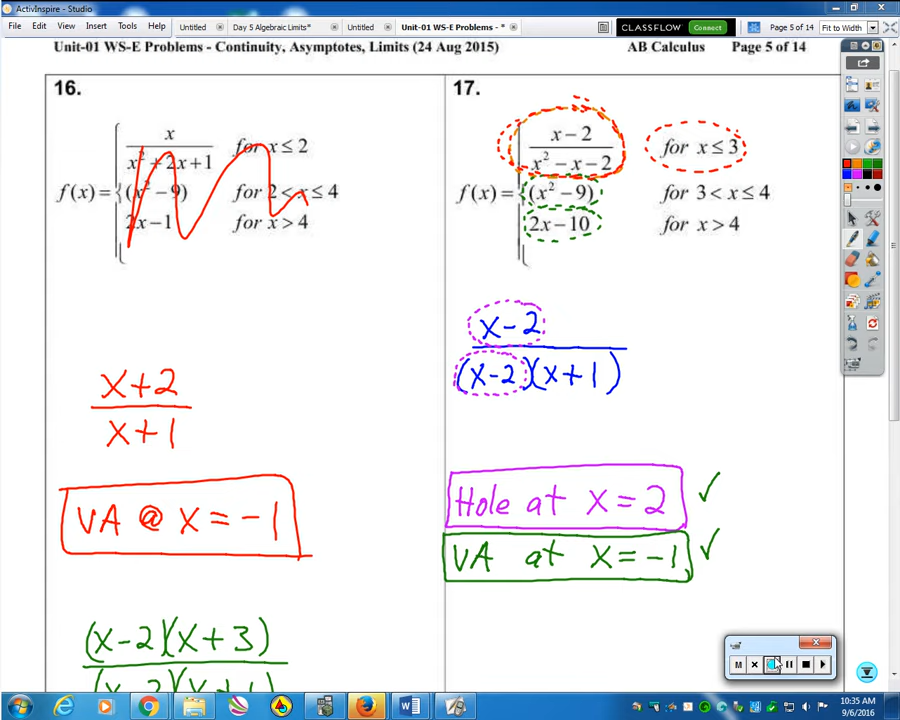 ActivInspire - Studio
File Edit View Insert Tools Help
Untitled Day 5 Algebraic Limits* Untitled Unit-01 WS-E Problems - * CLASSFLOW Connect Page 5 of 14 Fit to Width
Unit-01 WS-E Problems - Continuity, Asymptotes, Limits (24 Aug 2015) AB Calculus Page 5 of 14
16.
x
x² + 2x + 1 for x ≤ 2
f(x) = { (x² − 9) for 2 < x ≤ 4
2x − 1 for x > 4
x+2
x+1
VA @ x = -1
(x-2)(x+3)
(x-2)(x+1)
17.
x − 2
x² − x − 2 for x ≤ 3
f(x) = { (x² − 9) for 3 < x ≤ 4
2x − 10 for x > 4
x-2
(x-2)(x+1)
Hole at x = 2 ✓
VA at x = -1 ✓
M
10:35 AM
9/6/2016